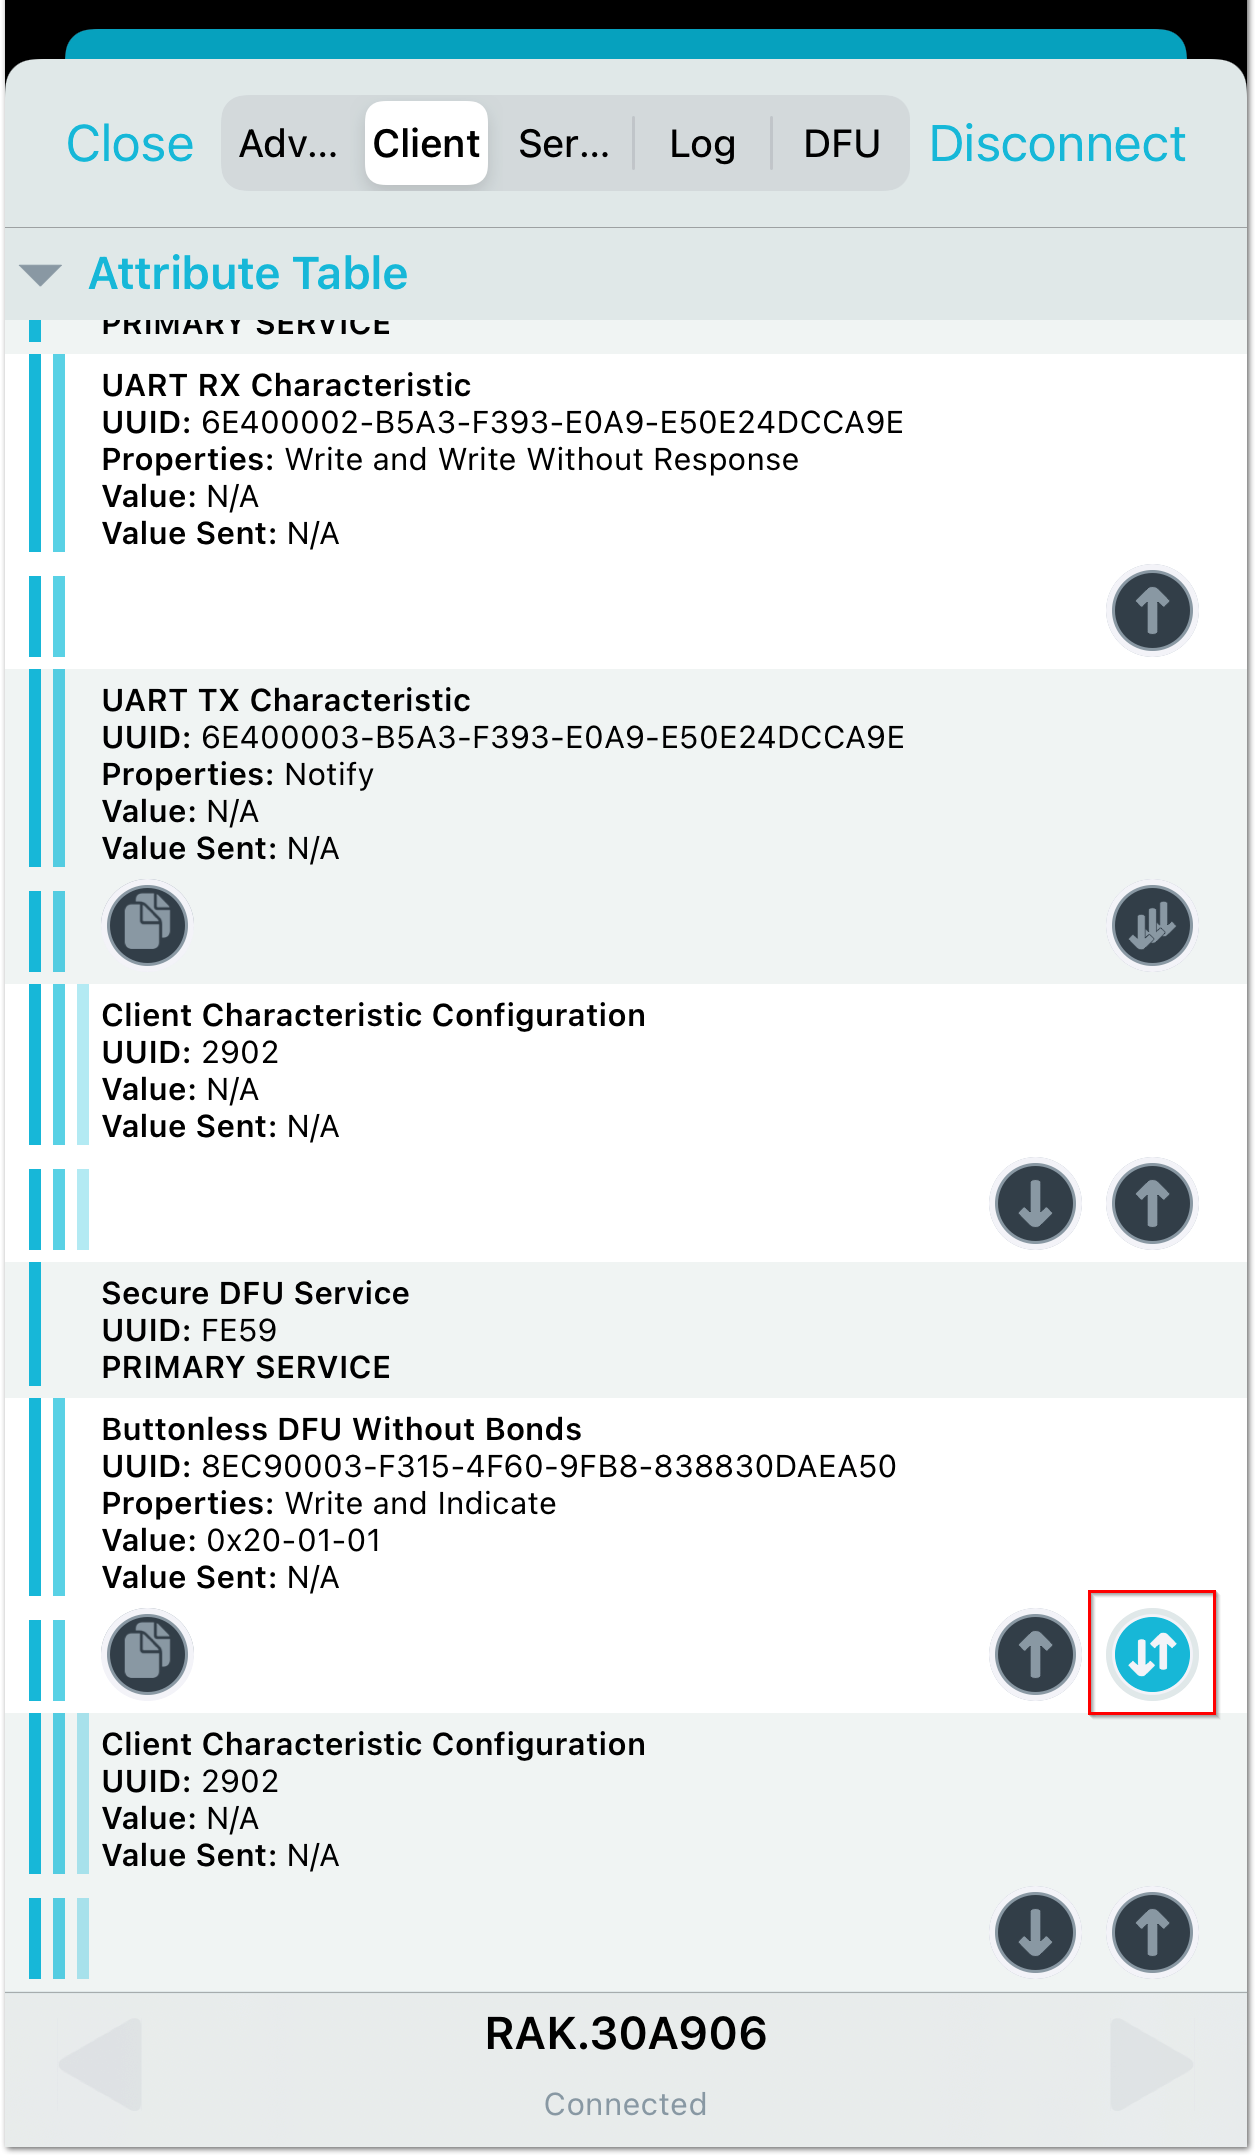 Close Adv... Client Ser... Log DFU Disconnect
Attribute Table
PRIMARY SERVICE
UART RX Characteristic
UUID: 6E400002-B5A3-F393-E0A9-E50E24DCCA9E
Properties: Write and Write Without Response
Value: N/A
Value Sent: N/A
UART TX Characteristic
UUID: 6E400003-B5A3-F393-E0A9-E50E24DCCA9E
Properties: Notify
Value: N/A
Value Sent: N/A
Client Characteristic Configuration
UUID: 2902
Value: N/A
Value Sent: N/A
Secure DFU Service
UUID: FE59
PRIMARY SERVICE
Buttonless DFU Without Bonds
UUID: 8EC90003-F315-4F60-9FB8-838830DAEA50
Properties: Write and Indicate
Value: 0x20-01-01
Value Sent: N/A
Client Characteristic Configuration
UUID: 2902
Value: N/A
Value Sent: N/A
RAK.30A906
Connected